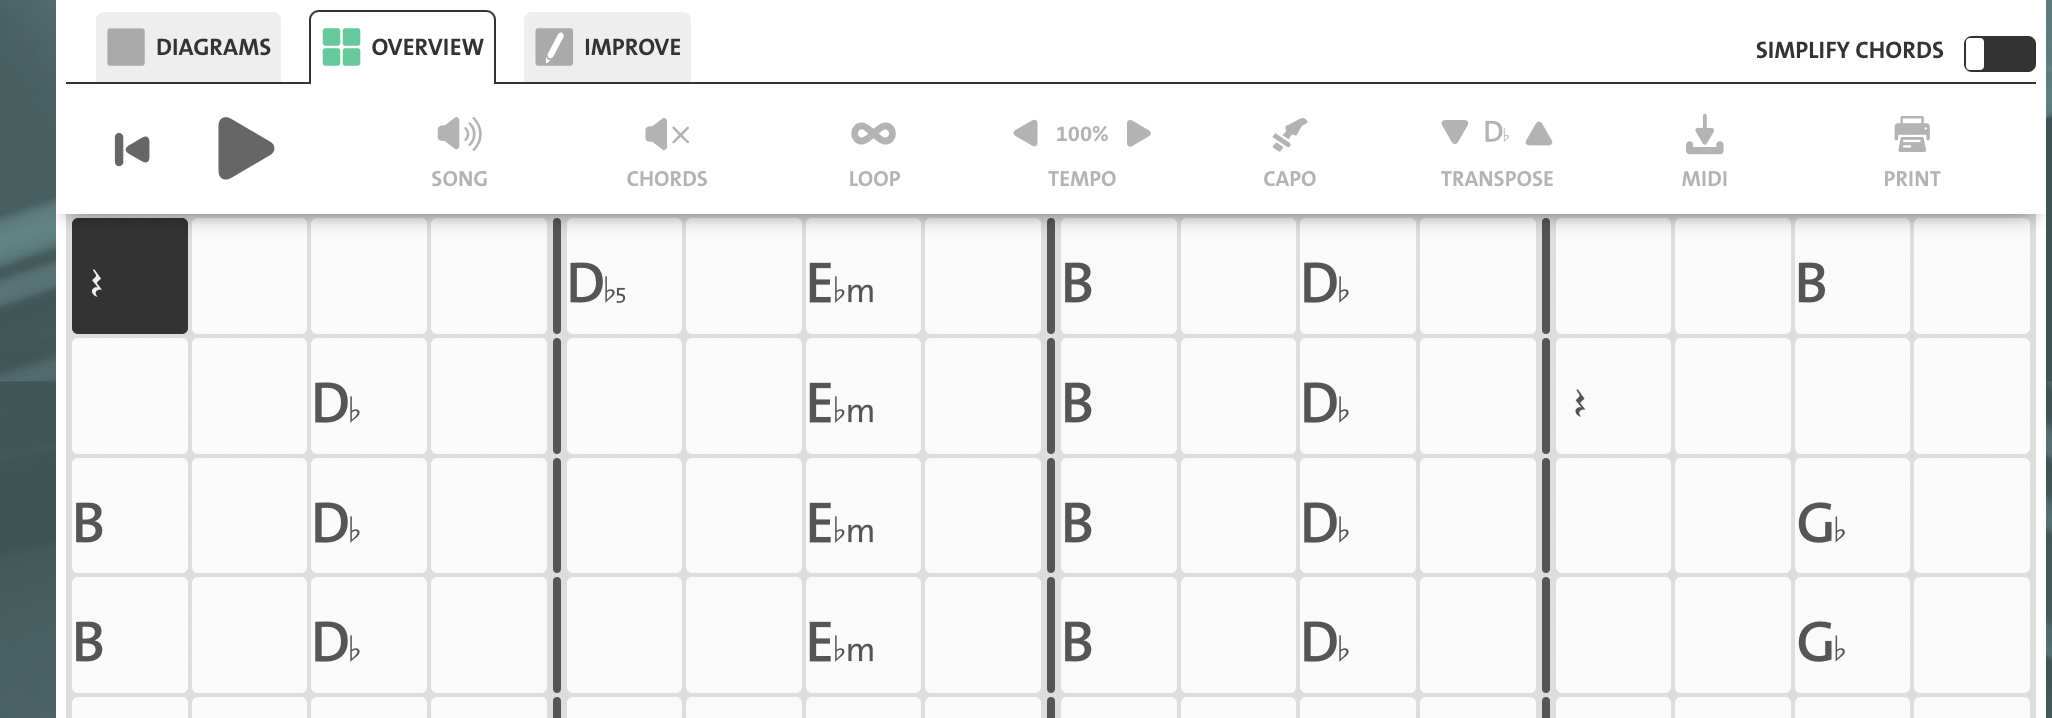 DIAGRAMS OVERVIEW IMPROVE SIMPLIFY CHORDS
100% D♭
SONG CHORDS LOOP TEMPO CAPO TRANSPOSE MIDI PRINT
𝄽 D♭5 E♭m B D♭ B
D♭ E♭m B D♭ 𝄽
B D♭ E♭m B D♭ G♭
B D♭ E♭m B D♭ G♭